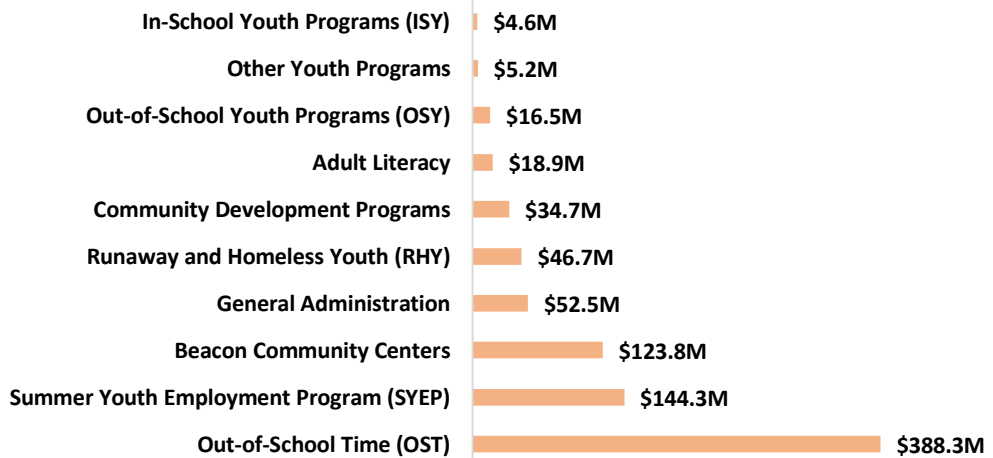 In-School Youth Programs (ISY) $4.6M
Other Youth Programs $5.2M
Out-of-School Youth Programs (OSY) $16.5M
Adult Literacy $18.9M
Community Development Programs $34.7M
Runaway and Homeless Youth (RHY) $46.7M
General Administration $52.5M
Beacon Community Centers $123.8M
Summer Youth Employment Program (SYEP) $144.3M
Out-of-School Time (OST) $388.3M